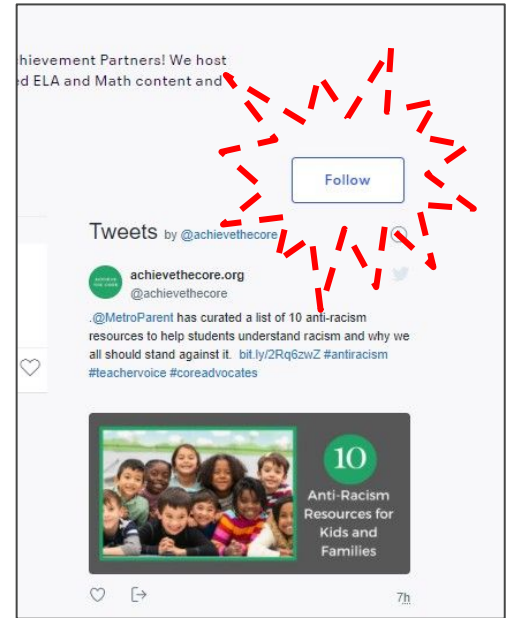 hievement Partners! We host
d ELA and Math content and
Follow
Tweets by @achievethecore
achievethecore.org
@achievethecore
.@MetroParent has curated a list of 10 anti-racism
resources to help students understand racism and why we
all should stand against it. bit.ly/2Rq6zwZ #antiracism
#teachervoice #coreadvocates
10
Anti-Racism
Resources for
Kids and
Families
7h